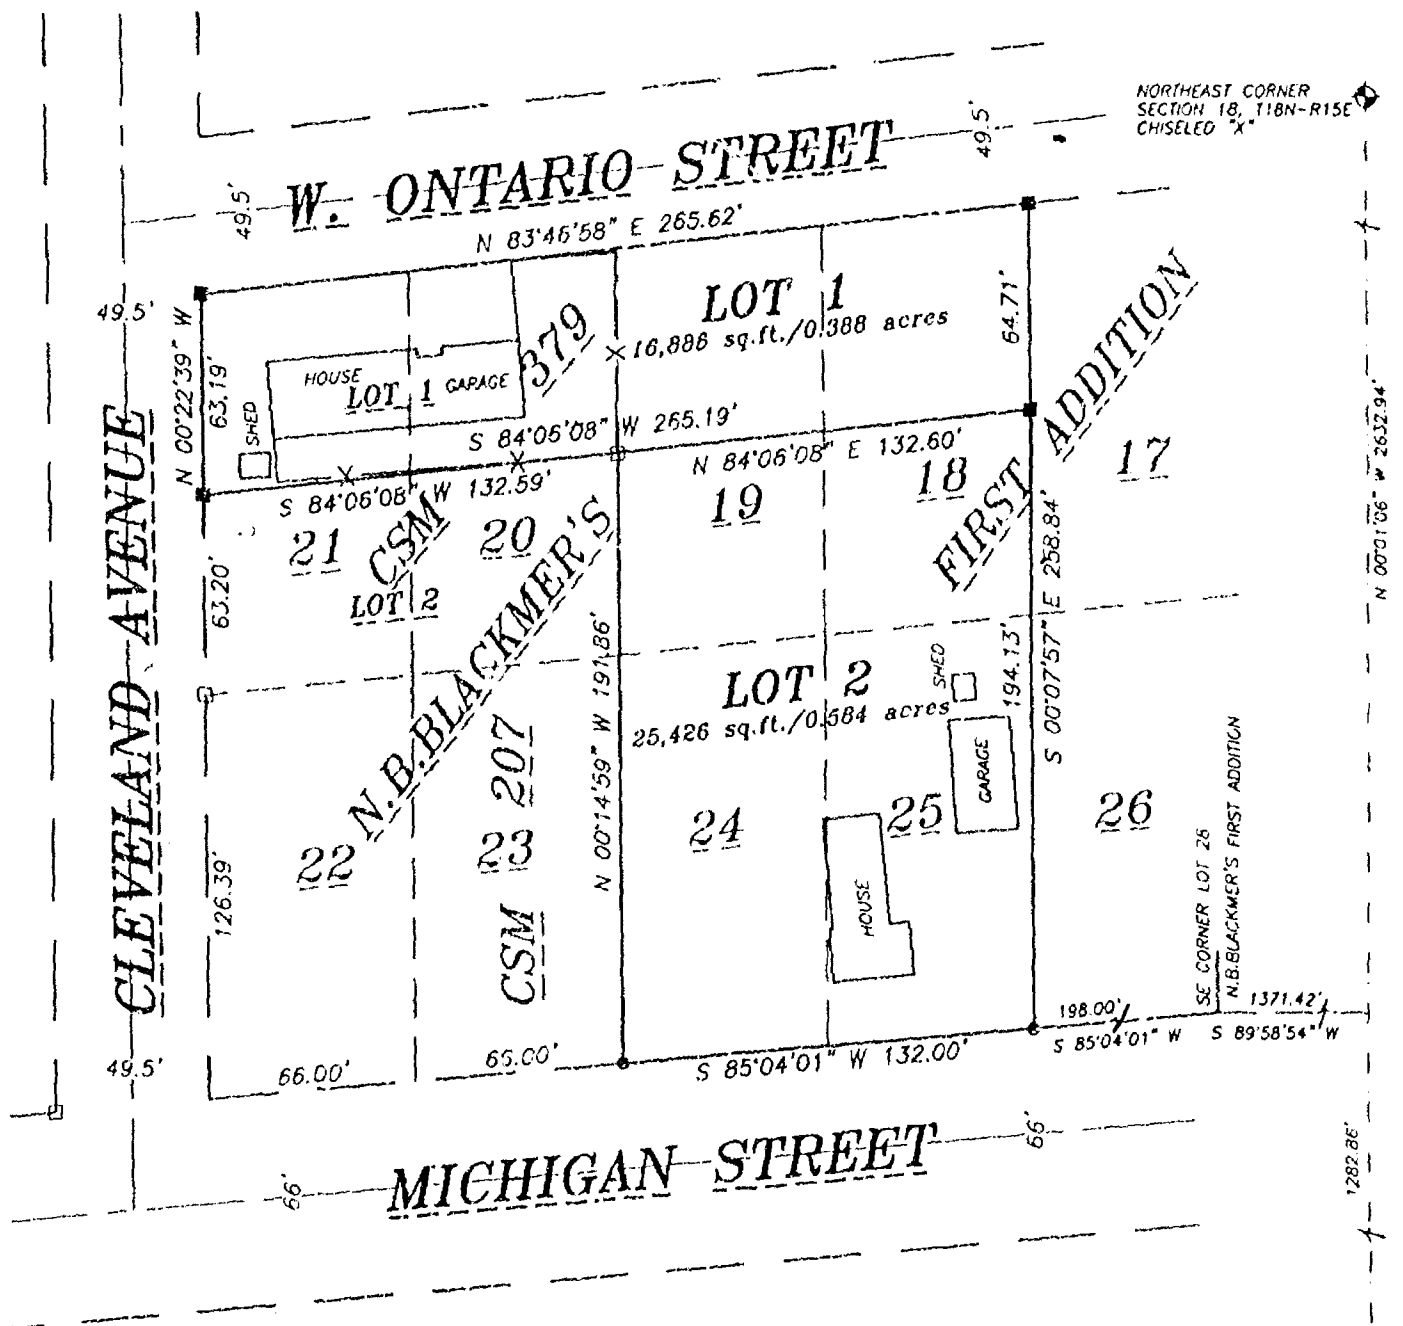 NORTHEAST CORNER
SECTION 18, T18N-R15E
CHISELED "X"
49.5'
49.5'
W. ONTARIO STREET
N 83°46'58" E 265.62'
49.5'
N 00°22'39" W
63.19'
SHED
HOUSE
LOT 1
GARAGE
379
LOT 1
16,886 sq.ft./0.388 acres
64.71'
S 84°06'08" W 265.19'
N 84°06'08" E 132.60'
S 84°06'08" W 132.59'
CLEVELAND AVENUE
63.20'
21
CSM
20
LOT 2
19
18
17
N.B.BLACKMER'S
FIRST ADDITION
N 00°01'06" W 2632.94'
S 00°07'57" E 258.84'
194.13'
N 00°14'59" W 191.86'
LOT 2
25,426 sq.ft./0.584 acres
SHED
GARAGE
HOUSE
CSM 207
22
23
24
25
26
126.39'
SE CORNER LOT 26
N.B.BLACKMER'S FIRST ADDITION
198.00'
1371.42'
S 85°04'01" W
S 89°58'54" W
49.5'
66.00'
66.00'
S 85°04'01" W 132.00'
66'
MICHIGAN STREET
66'
1282.86'